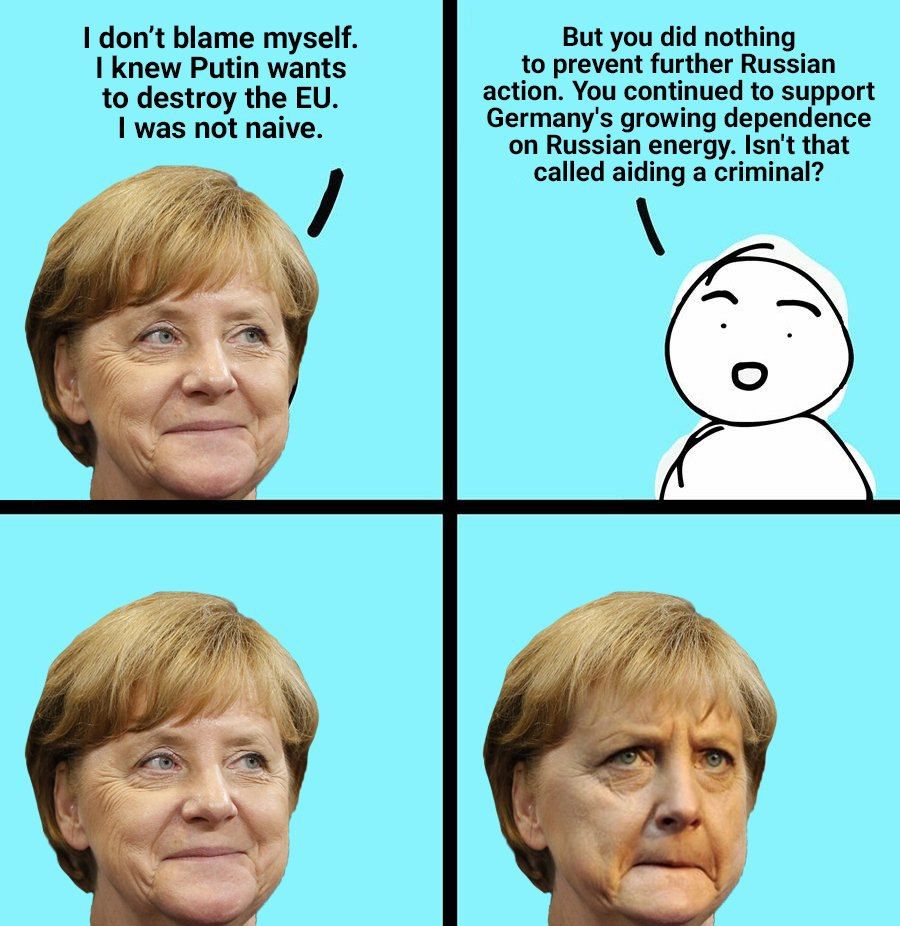 I don’t blame myself.
I knew Putin wants
to destroy the EU.
I was not naive.
But you did nothing
to prevent further Russian
action. You continued to support
Germany's growing dependence
on Russian energy. Isn't that
called aiding a criminal?